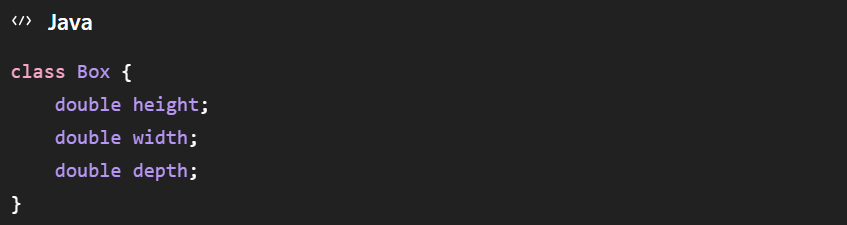 </> Java
class Box {
    double height;
    double width;
    double depth;
}